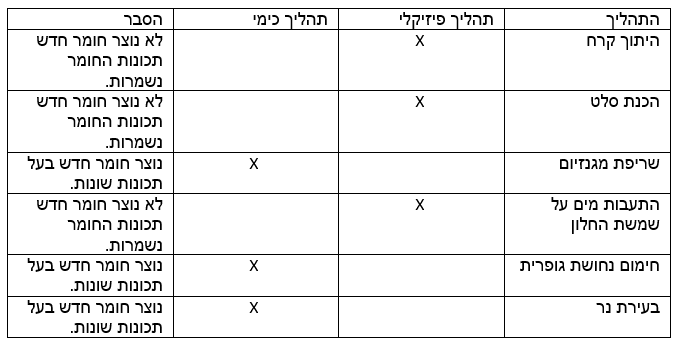 התהליך תהליך פיזיקלי תהליך כימי הסבר
היתוך קרח X לא נוצר חומר חדש
תכונות החומר
נשמרות.
הכנת סלט X לא נוצר חומר חדש
תכונות החומר
נשמרות.
שריפת מגנזיום X נוצר חומר חדש בעל
תכונות שונות.
התעבות מים על X לא נוצר חומר חדש
שמשת החלון תכונות החומר
נשמרות.
חימום נחושת גופרית X נוצר חומר חדש בעל
תכונות שונות.
בעירת נר X נוצר חומר חדש בעל
תכונות שונות.